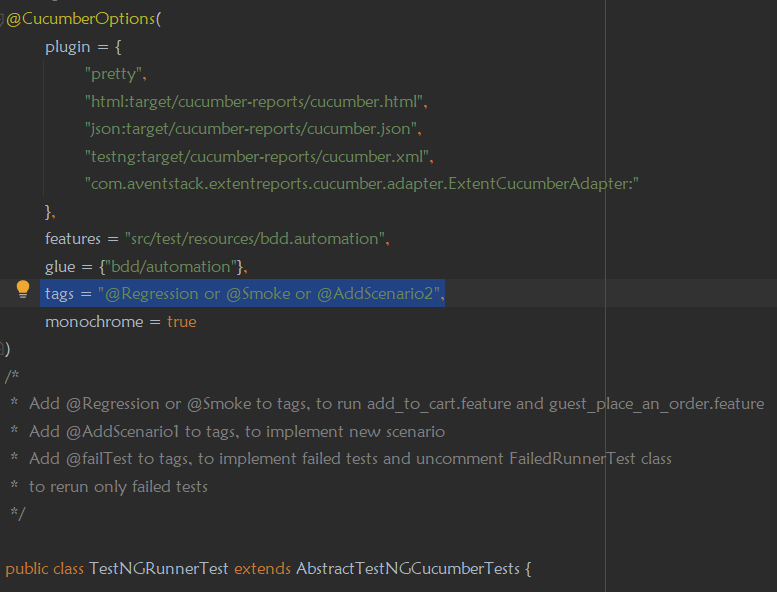 @CucumberOptions(
plugin = {
"pretty",
"html:target/cucumber-reports/cucumber.html",
"json:target/cucumber-reports/cucumber.json",
"testng:target/cucumber-reports/cucumber.xml",
"com.aventstack.extentreports.cucumber.adapter.ExtentCucumberAdapter:"
},
features = "src/test/resources/bdd.automation",
glue = {"bdd/automation"},
tags = "@Regression or @Smoke or @AddScenario2",
monochrome = true
)
/*
* Add @Regression or @Smoke to tags, to run add_to_cart.feature and guest_place_an_order.feature
* Add @AddScenario1 to tags, to implement new scenario
* Add @failTest to tags, to implement failed tests and uncomment FailedRunnerTest class
* to rerun only failed tests
*/
public class TestNGRunnerTest extends AbstractTestNGCucumberTests {